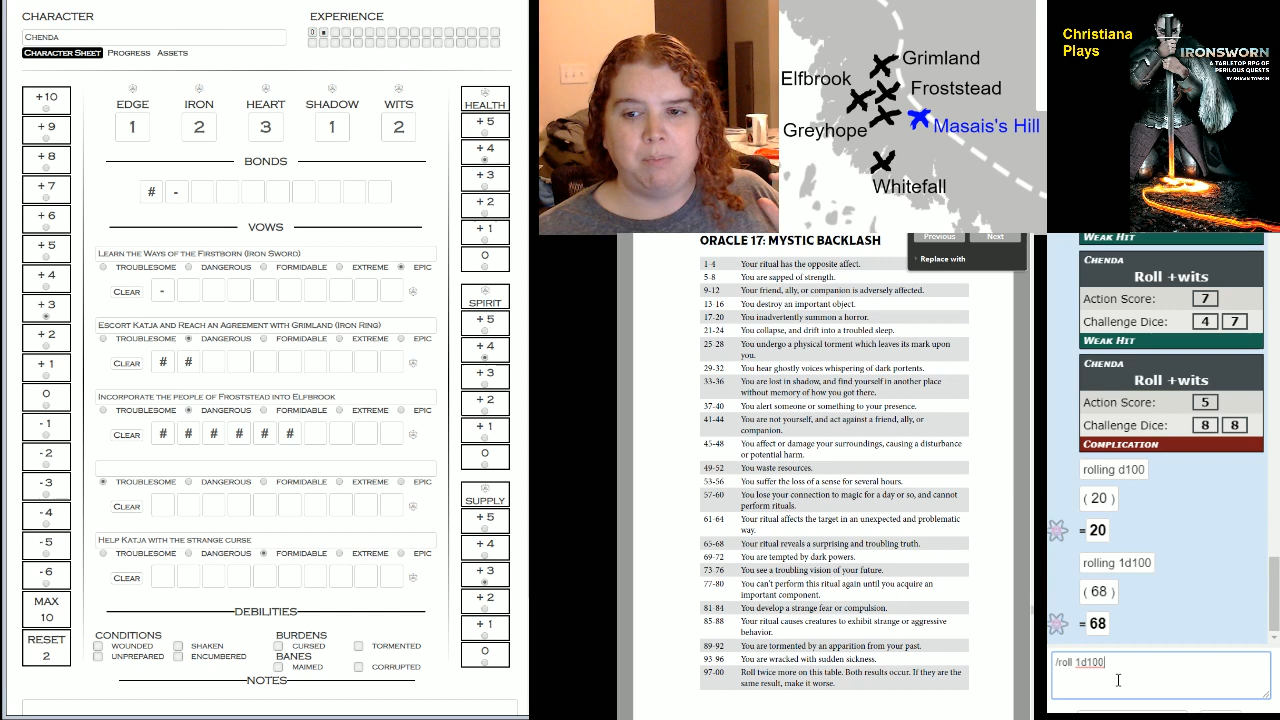 CHARACTER
Chenda
Character Sheet Progress Assets
EXPERIENCE
0
+10
+9
+8
+7
+6
+5
+4
+3
+2
+1
0
-1
-2
-3
-4
-5
-6
MAX
10
RESET
2
EDGE IRON HEART SHADOW WITS
1 2 3 1 2
BONDS
# -
VOWS
Learn the Ways of the Firstborn (Iron Sword)
TROUBLESOME DANGEROUS FORMIDABLE EXTREME EPIC
CLEAR -
Escort Katja and Reach an Agreement with Grimland (Iron Ring)
TROUBLESOME DANGEROUS FORMIDABLE EXTREME EPIC
CLEAR # #
Incorporate the people of Froststead into Elfbrook
TROUBLESOME DANGEROUS FORMIDABLE EXTREME EPIC
CLEAR # # # # # #
TROUBLESOME DANGEROUS FORMIDABLE EXTREME EPIC
CLEAR
Help Katja with the strange curse
TROUBLESOME DANGEROUS FORMIDABLE EXTREME EPIC
CLEAR
DEBILITIES
CONDITIONS
WOUNDED SHAKEN
UNPREPARED ENCUMBERED
BURDENS
CURSED TORMENTED
BANES
MAIMED CORRUPTED
NOTES
HEALTH
+5
+4
+3
+2
+1
0
SPIRIT
+5
+4
+3
+2
+1
0
SUPPLY
+5
+4
+3
+2
+1
0
Grimland
Elfbrook
Froststead
Greyhope
Masais's Hill
Whitefall
Christiana
Plays
IRONSWORN
A TABLETOP RPG OF
PERILOUS QUESTS
BY SHAWN TOMKIN
ORACLE 17: MYSTIC BACKLASH
Previous Next
Replace with
1-4 Your ritual has the opposite affect.
5-8 You are sapped of strength.
9-12 Your friend, ally, or companion is adversely affected.
13-16 You destroy an important object.
17-20 You inadvertently summon a horror.
21-24 You collapse, and drift into a troubled sleep.
25-28 You undergo a physical torment which leaves its mark upon
you.
29-32 You hear ghostly voices whispering of dark portents.
33-36 You are lost in shadow, and find yourself in another place
without memory of how you got there.
37-40 You alert someone or something to your presence.
41-44 You are not yourself, and act against a friend, ally, or
companion.
45-48 You affect or damage your surroundings, causing a disturbance
or potential harm.
49-52 You waste resources.
53-56 You suffer the loss of a sense for several hours.
57-60 You lose your connection to magic for a day or so, and cannot
perform rituals.
61-64 Your ritual affects the target in an unexpected and problematic
way.
65-68 Your ritual reveals a surprising and troubling truth.
69-72 You are tempted by dark powers.
73-76 You see a troubling vision of your future.
77-80 You can't perform this ritual again until you acquire an
important component.
81-84 You develop a strange fear or compulsion.
85-88 Your ritual causes creatures to exhibit strange or aggressive
behavior.
89-92 You are tormented by an apparition from your past.
93-96 You are wracked with sudden sickness.
97-00 Roll twice more on this table. Both results occur. If they are
same result, make it worse.
Weak Hit
Chenda
Roll +wits
Action Score: 7
Challenge Dice: 4 7
Weak Hit
Chenda
Roll +wits
Action Score: 5
Challenge Dice: 8 8
Complication
rolling d100
( 20 )
= 20
rolling 1d100
( 68 )
= 68
/roll 1d100